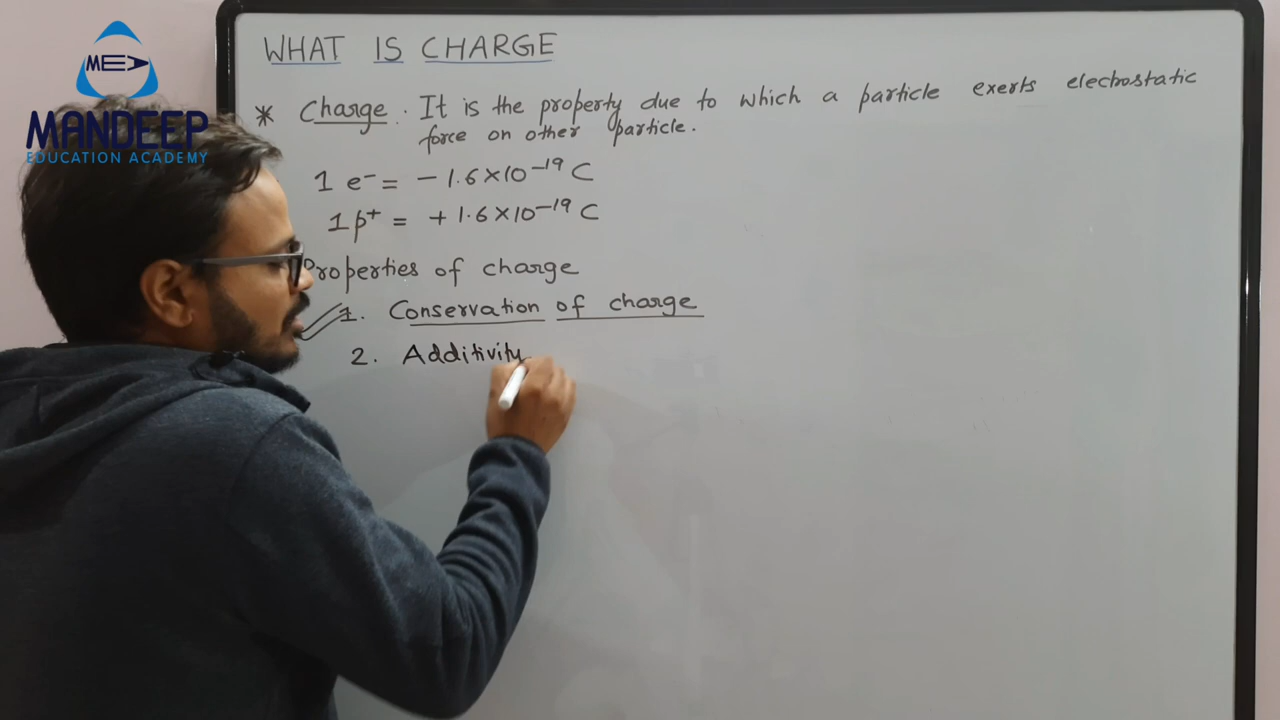 MEA
MANDEEP
EDUCATION ACADEMY
WHAT IS CHARGE
* Charge. It is the property due to which a particle exerts electrostatic
force on other particle.
1 e⁻ = - 1.6×10⁻¹⁹ C
1p⁺ = + 1.6×10⁻¹⁹ C
Properties of charge
1. Conservation of charge
2. Additivity